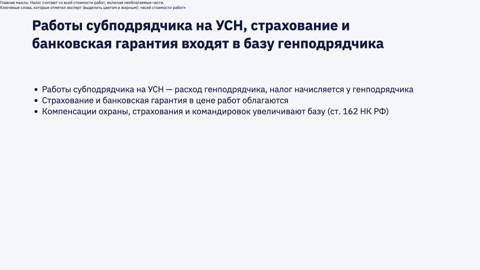 Главная мысль: Налог считают со всей стоимости работ, включая необлагаемые части.
Ключевые слова, которые отметил эксперт (выделить цветом и жирным): «всей стоимости работ»
Работы субподрядчика на УСН, страхование и
банковская гарантия входят в базу генподрядчика
• Работы субподрядчика на УСН — расход генподрядчика, налог начисляется у генподрядчика
• Страхование и банковская гарантия в цене работ облагаются
• Компенсации охраны, страхования и командировок увеличивают базу (ст. 162 НК РФ)